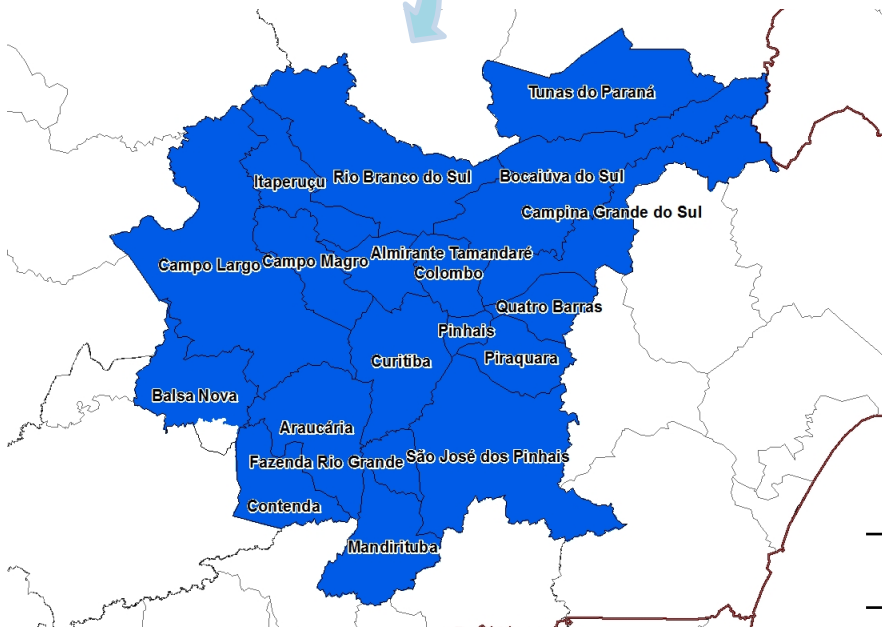 Tunas do Paraná
Itaperuçu
Rio Branco do Sul
Bocaiúva do Sul
Campina Grande do Sul
Campo Largo
Campo Magro
Almirante Tamandaré
Colombo
Quatro Barras
Pinhais
Curitiba
Piraquara
Balsa Nova
Araucária
Fazenda Rio Grande
São José dos Pinhais
Contenda
Mandirituba